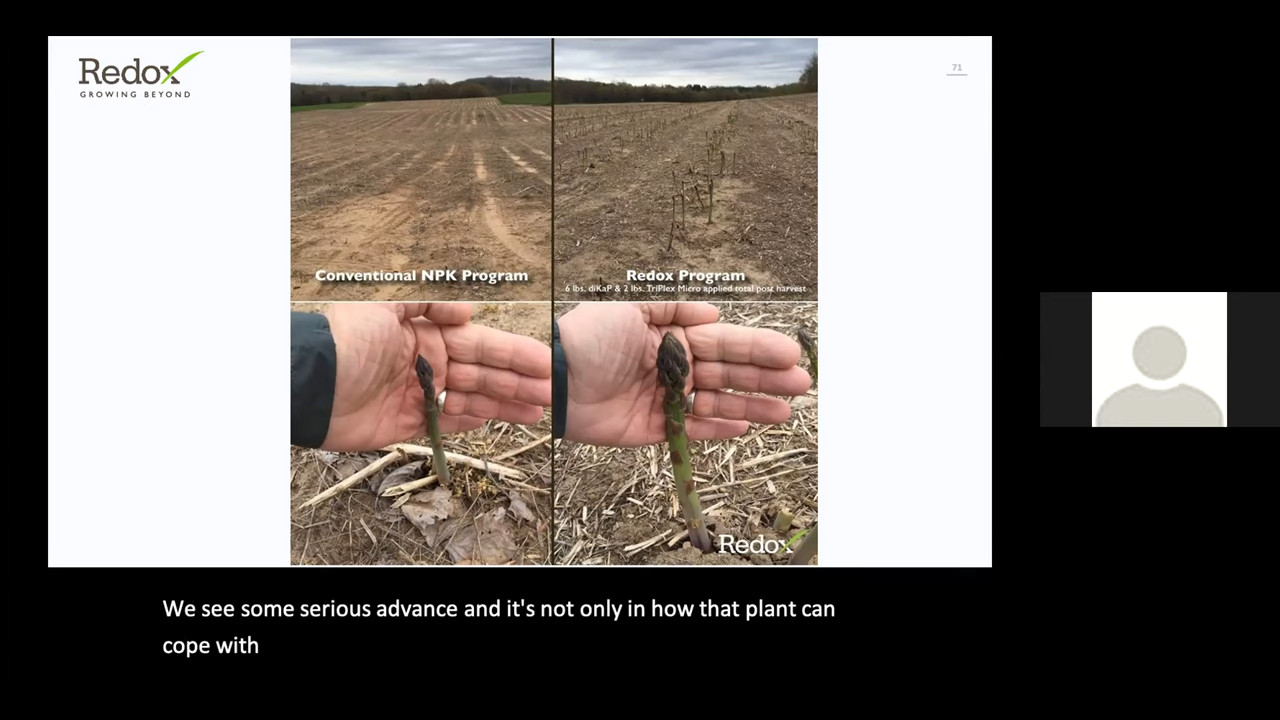 Redox
GROWING BEYOND
71
Conventional NPK Program
Redox Program
6 lbs. diKaP & 2 lbs. TriPlex Micro applied total post harvest
Redox
We see some serious advance and it's not only in how that plant can
cope with